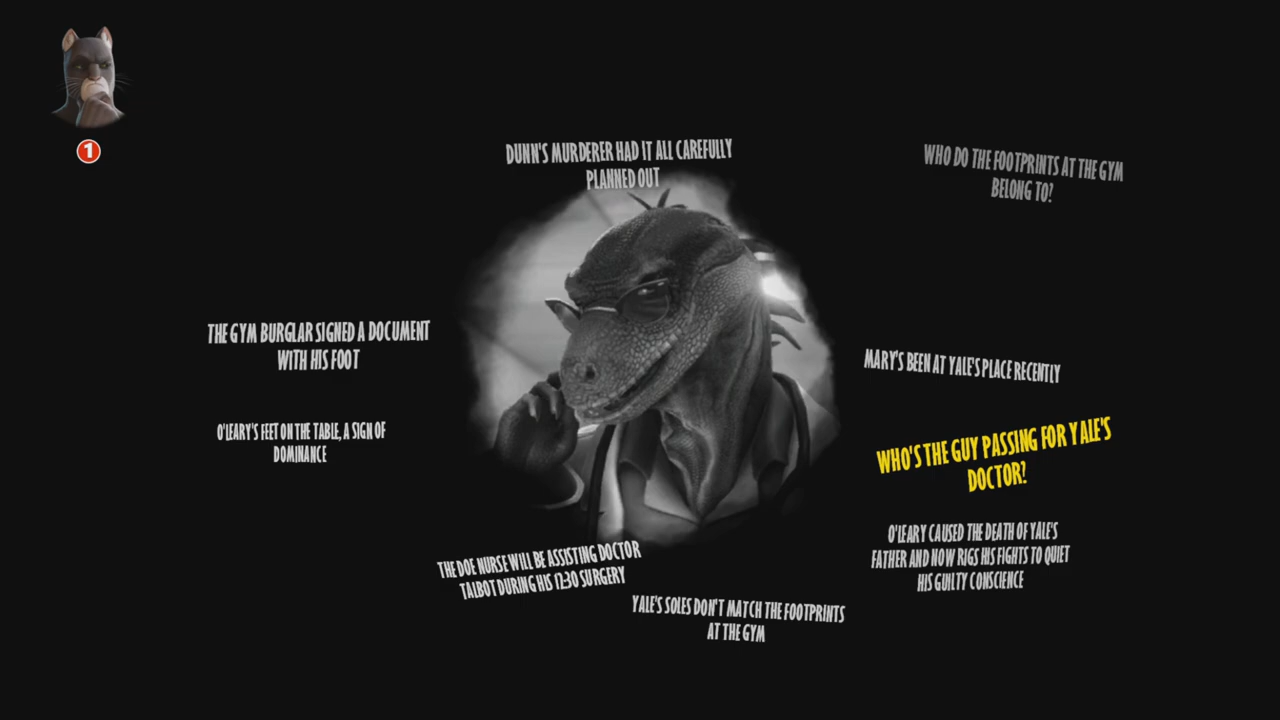 1
DUNN'S MURDERER HAD IT ALL CAREFULLY
PLANNED OUT
WHO DO THE FOOTPRINTS AT THE GYM
BELONG TO?
THE GYM BURGLAR SIGNED A DOCUMENT
WITH HIS FOOT
MARY'S BEEN AT YALE'S PLACE RECENTLY
O'LEARY'S FEET ON THE TABLE, A SIGN OF
DOMINANCE
WHO'S THE GUY PASSING FOR YALE'S
DOCTOR?
O'LEARY CAUSED THE DEATH OF YALE'S
FATHER AND NOW RIGS HIS FIGHTS TO QUIET
HIS GUILTY CONSCIENCE
THE DOE NURSE WILL BE ASSISTING DOCTOR
TALBOT DURING HIS 12:30 SURGERY
YALE'S SOLES DON'T MATCH THE FOOTPRINTS
AT THE GYM